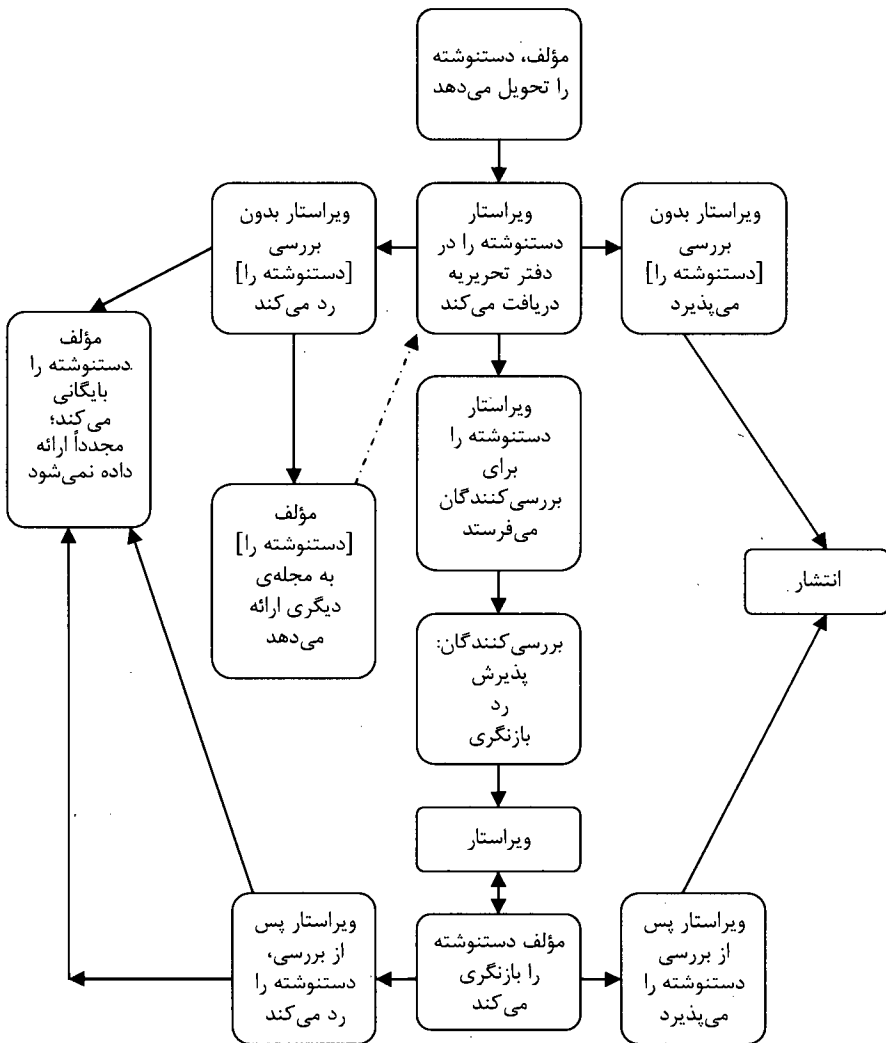 مؤلف، دستنوشته
را تحویل می‌دهد
ویراستار بدون
بررسی
[دستنوشته را]
می‌پذیرد
ویراستار
دستنوشته را در
دفتر تحریریه
دریافت می‌کند
ویراستار بدون
بررسی
[دستنوشته را]
رد می‌کند
مؤلف
دستنوشته را
بایگانی
می‌کند؛
مجدداً ارائه
داده نمی‌شود
ویراستار
دستنوشته را
برای
بررسی‌کنندگان
می‌فرستد
مؤلف
[دستنوشته را]
به مجله‌ی
دیگری ارائه
می‌دهد
انتشار
بررسی‌کنندگان:
پذیرش
رد
بازنگری
ویراستار
ویراستار پس
از بررسی
دستنوشته را
می‌پذیرد
مؤلف دستنوشته
را بازنگری
می‌کند
ویراستار پس
از بررسی،
دستنوشته را
رد می‌کند